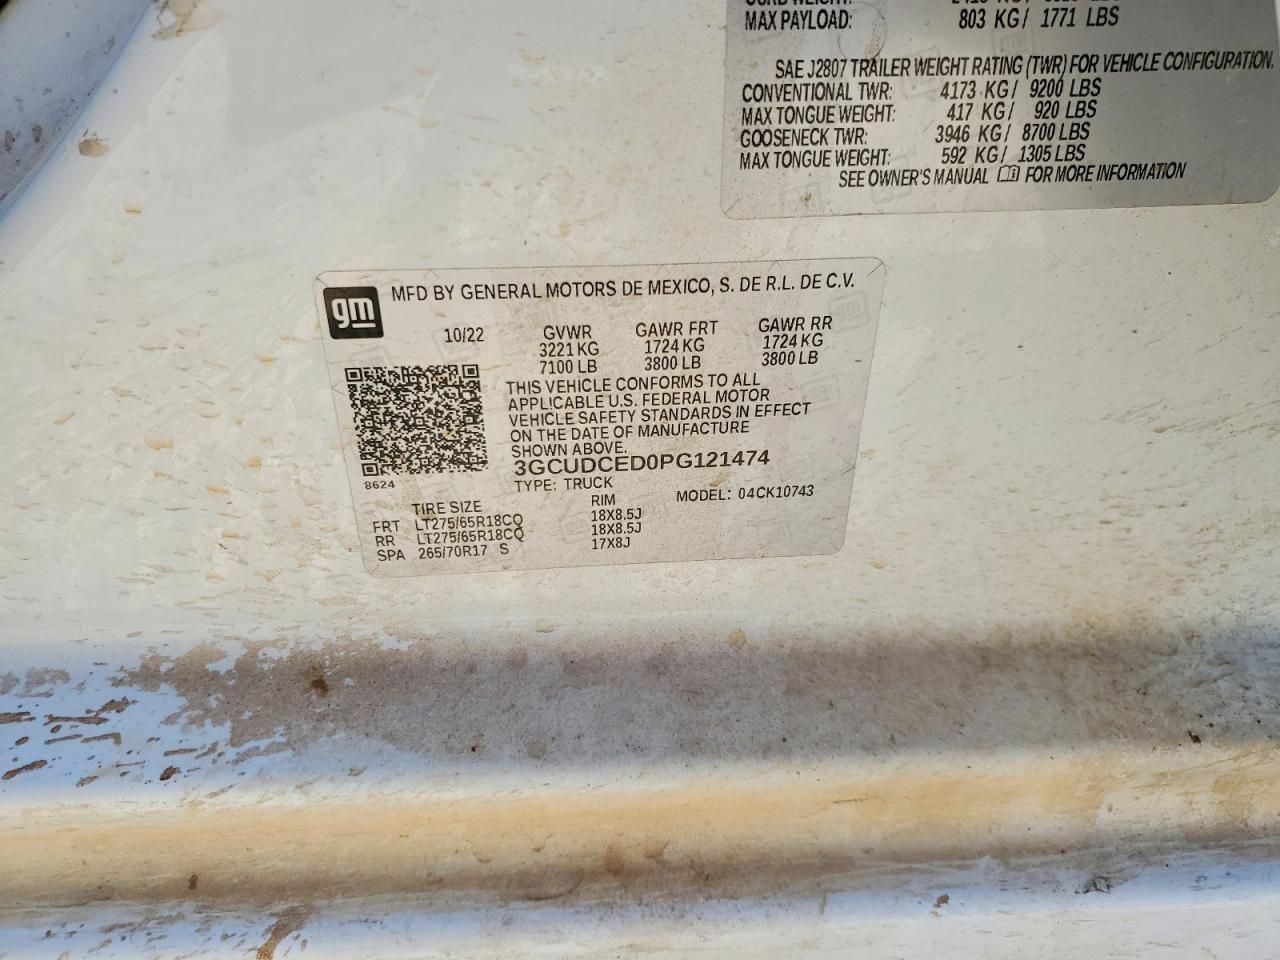 MAX PAYLOAD: 803 KG/ 1771 LBS
SAE J2807 TRAILER WEIGHT RATING (TWR) FOR VEHICLE CONFIGURATION.
CONVENTIONAL TWR: 4173 KG/ 9200 LBS
MAX TONGUE WEIGHT: 417 KG/ 920 LBS
GOOSENECK TWR: 3946 KG/ 8700 LBS
MAX TONGUE WEIGHT: 592 KG/ 1305 LBS
SEE OWNER'S MANUAL FOR MORE INFORMATION
gm
MFD BY GENERAL MOTORS DE MEXICO, S. DE R.L. DE C.V.
10/22 GVWR GAWR FRT GAWR RR
3221 KG 1724 KG 1724 KG
7100 LB 3800 LB 3800 LB
THIS VEHICLE CONFORMS TO ALL
APPLICABLE U.S. FEDERAL MOTOR
VEHICLE SAFETY STANDARDS IN EFFECT
ON THE DATE OF MANUFACTURE
SHOWN ABOVE.
3GCUDCED0PG121474
8624
TYPE: TRUCK
MODEL: 04CK10743
TIRE SIZE RIM
FRT LT275/65R18CQ 18X8.5J
RR LT275/65R18CQ 18X8.5J
SPA 265/70R17 S 17X8J